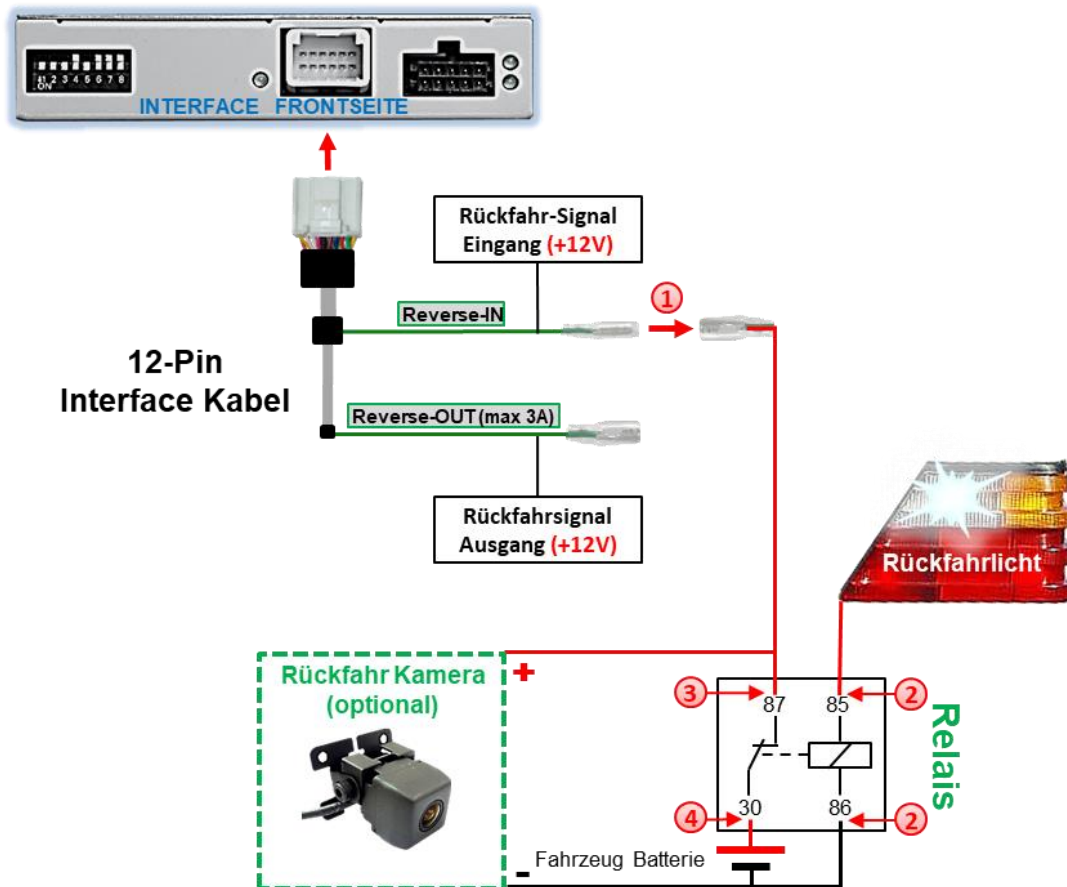 1 2 3 4 5 6 7 8
ON
INTERFACE FRONTSEITE
Rückfahr-Signal
Eingang (+12V)
1
Reverse-IN
12-Pin
Interface Kabel
Reverse-OUT (max 3A)
Rückfahrsignal
Ausgang (+12V)
Rückfahrlicht
Rückfahr Kamera
(optional)
+
3
87
85
2
Relais
30
86
4
2
Fahrzeug Batterie
-